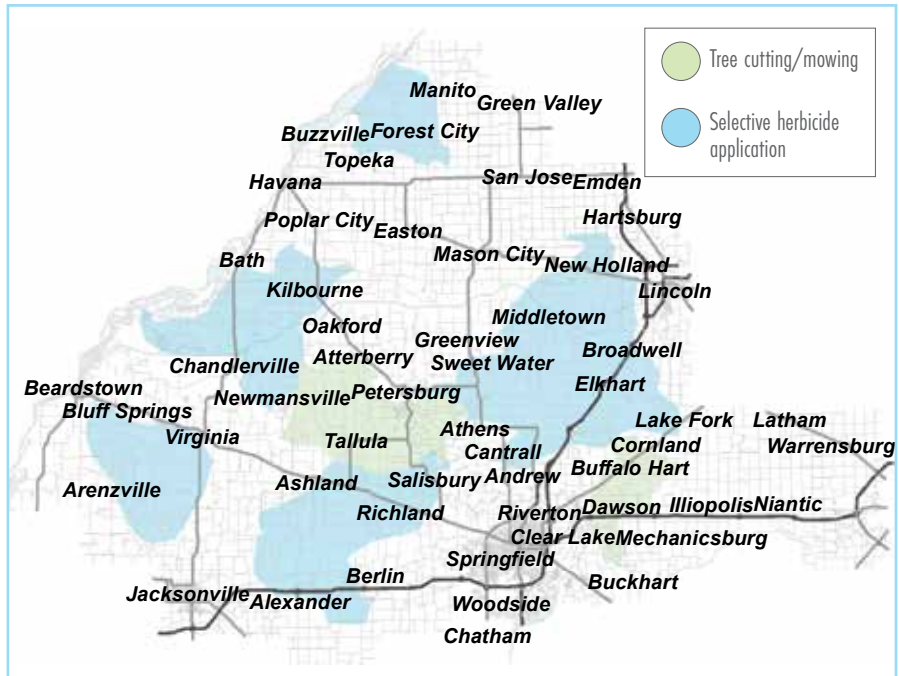 Tree cutting/mowing
Selective herbicide
application
Manito
Green Valley
Buzzville
Forest City
Topeka
Havana
San Jose
Emden
Poplar City
Easton
Hartsburg
Bath
Mason City
New Holland
Kilbourne
Lincoln
Oakford
Middletown
Greenview
Atterberry
Sweet Water
Broadwell
Chandlerville
Beardstown
Newmansville
Petersburg
Elkhart
Bluff Springs
Virginia
Tallula
Athens
Lake Fork
Latham
Cantrall
Cornland
Warrensburg
Arenzville
Ashland
Salisbury
Andrew
Buffalo Hart
Richland
Riverton
Dawson
Illiopolis
Niantic
Clear Lake
Mechanicsburg
Springfield
Berlin
Buckhart
Jacksonville
Alexander
Woodside
Chatham